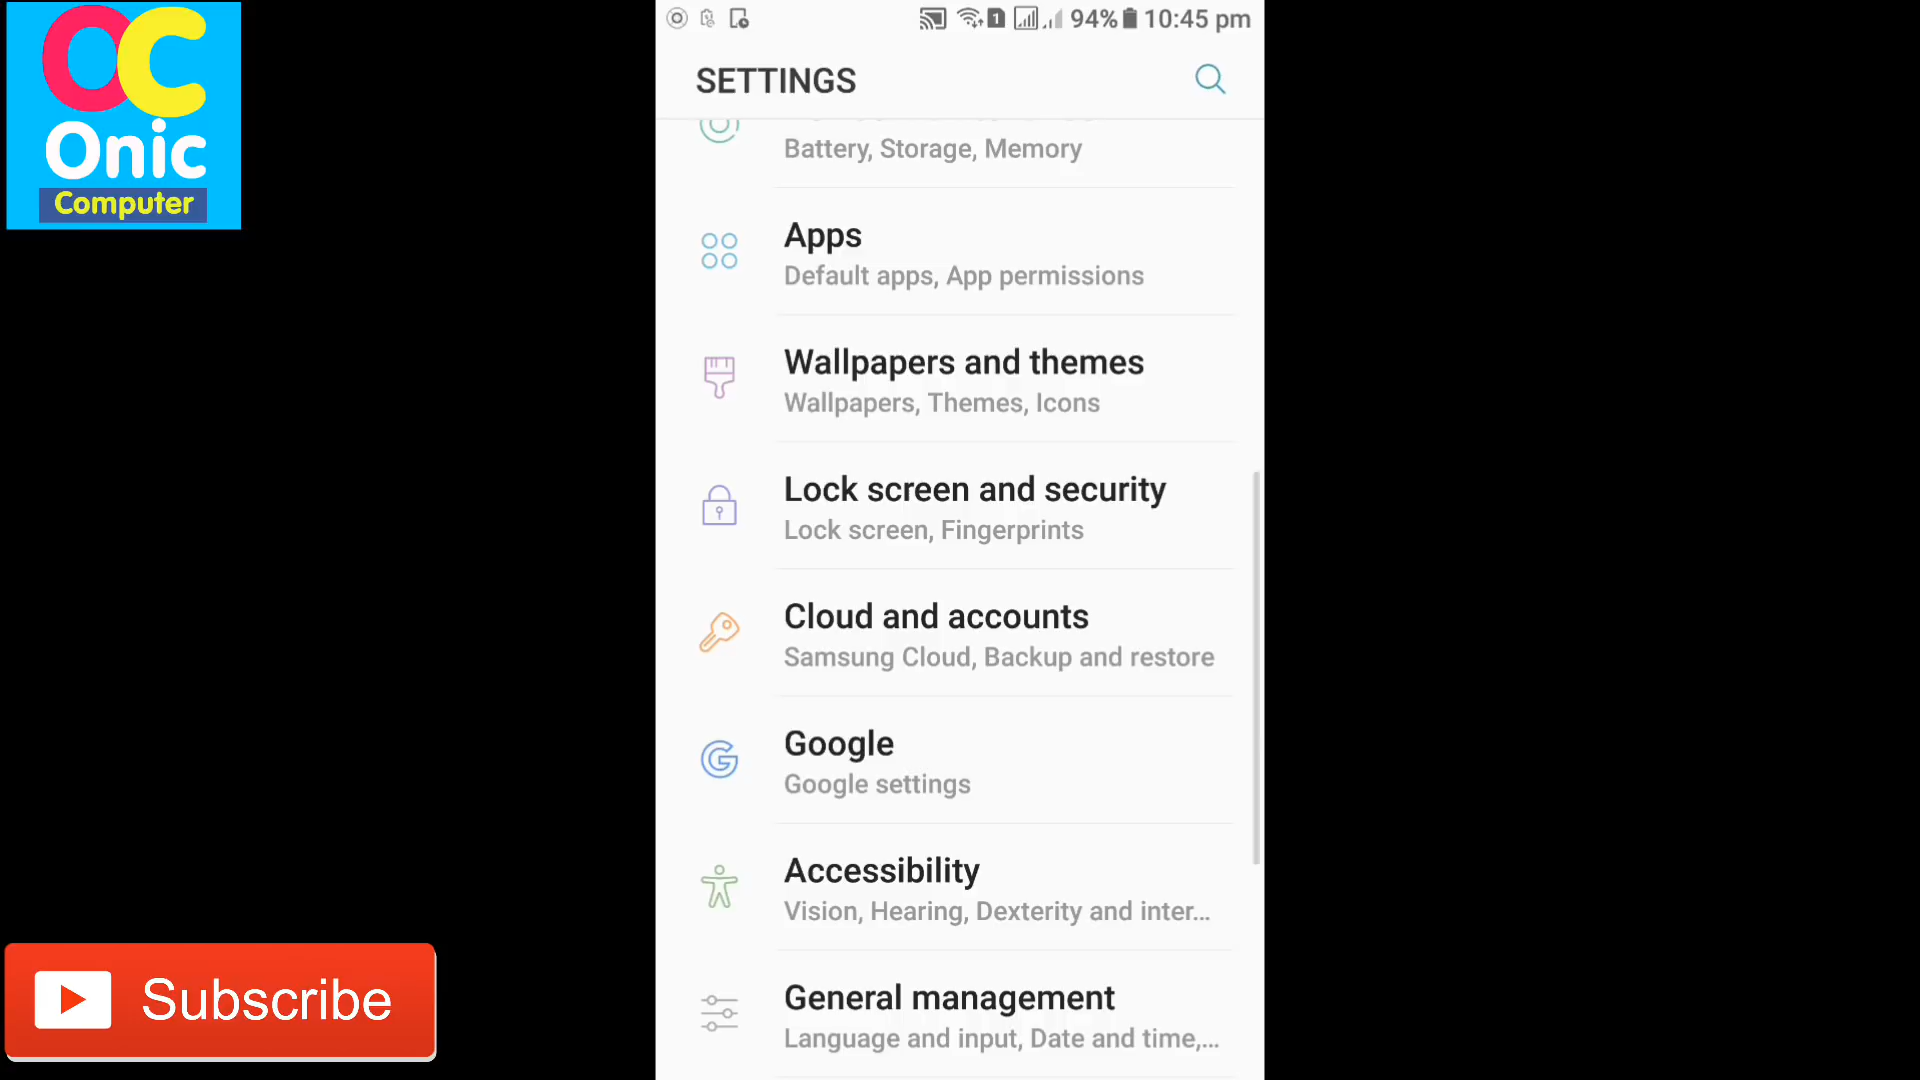 OC
Onic
Computer
1 94% 10:45 pm
SETTINGS
Battery, Storage, Memory
Apps
Default apps, App permissions
Wallpapers and themes
Wallpapers, Themes, Icons
Lock screen and security
Lock screen, Fingerprints
Cloud and accounts
Samsung Cloud, Backup and restore
Google
Google settings
Accessibility
Vision, Hearing, Dexterity and inter...
General management
Language and input, Date and time,...
Subscribe